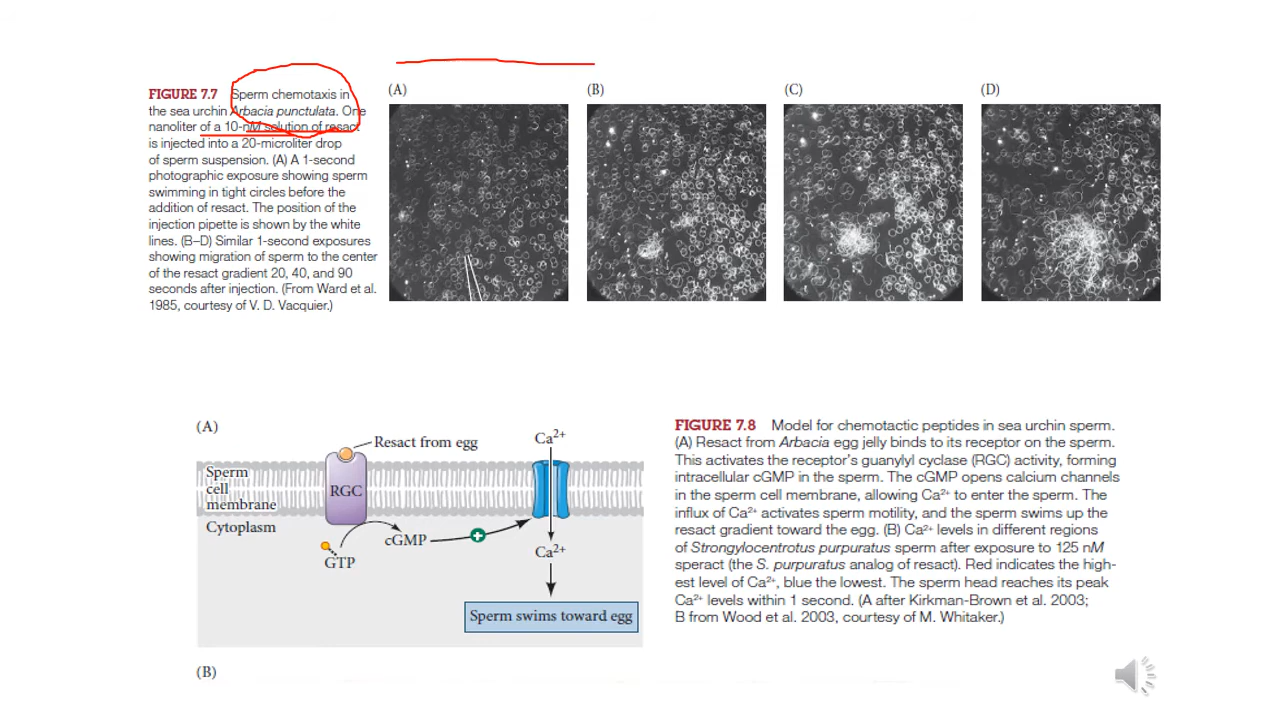 FIGURE 7.7 Sperm chemotaxis in
the sea urchin Arbacia punctulata. One
nanoliter of a 10-nM solution of resact
is injected into a 20-microliter drop
of sperm suspension. (A) A 1-second
photographic exposure showing sperm
swimming in tight circles before the
addition of resact. The position of the
injection pipette is shown by the white
lines. (B–D) Similar 1-second exposures
showing migration of sperm to the center
of the resact gradient 20, 40, and 90
seconds after injection. (From Ward et al.
1985, courtesy of V. D. Vacquier.)
(A)
(B)
(C)
(D)
(A)
Resact from egg
Ca²⁺
Sperm
cell
membrane
RGC
Cytoplasm
cGMP
GTP
Ca²⁺
Sperm swims toward egg
FIGURE 7.8 Model for chemotactic peptides in sea urchin sperm.
(A) Resact from Arbacia egg jelly binds to its receptor on the sperm.
This activates the receptor’s guanylyl cyclase (RGC) activity, forming
intracellular cGMP in the sperm. The cGMP opens calcium channels
in the sperm cell membrane, allowing Ca²⁺ to enter the sperm. The
influx of Ca²⁺ activates sperm motility, and the sperm swims up the
resact gradient toward the egg. (B) Ca²⁺ levels in different regions
of Strongylocentrotus purpuratus sperm after exposure to 125 nM
speract (the S. purpuratus analog of resact). Red indicates the high-
est level of Ca²⁺, blue the lowest. The sperm head reaches its peak
Ca²⁺ levels within 1 second. (A after Kirkman-Brown et al. 2003;
B from Wood et al. 2003, courtesy of M. Whitaker.)
(B)